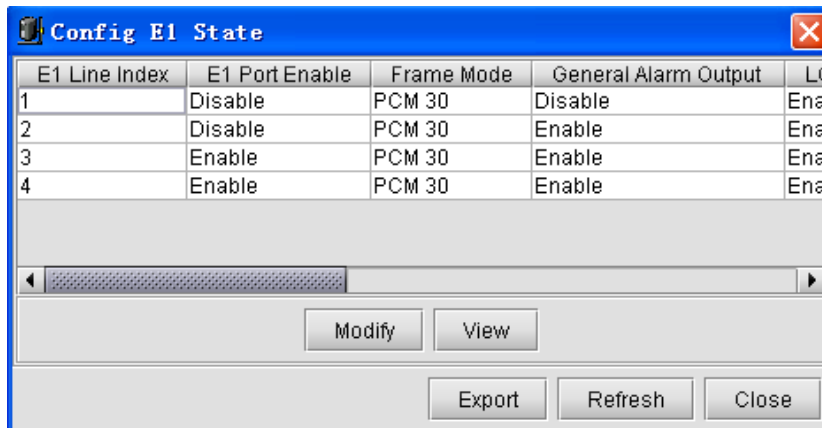 Config E1 State
E1 Line Index E1 Port Enable Frame Mode General Alarm Output
1 Disable PCM 30 Disable
2 Disable PCM 30 Enable
3 Enable PCM 30 Enable
4 Enable PCM 30 Enable
Modify View
Export Refresh Close